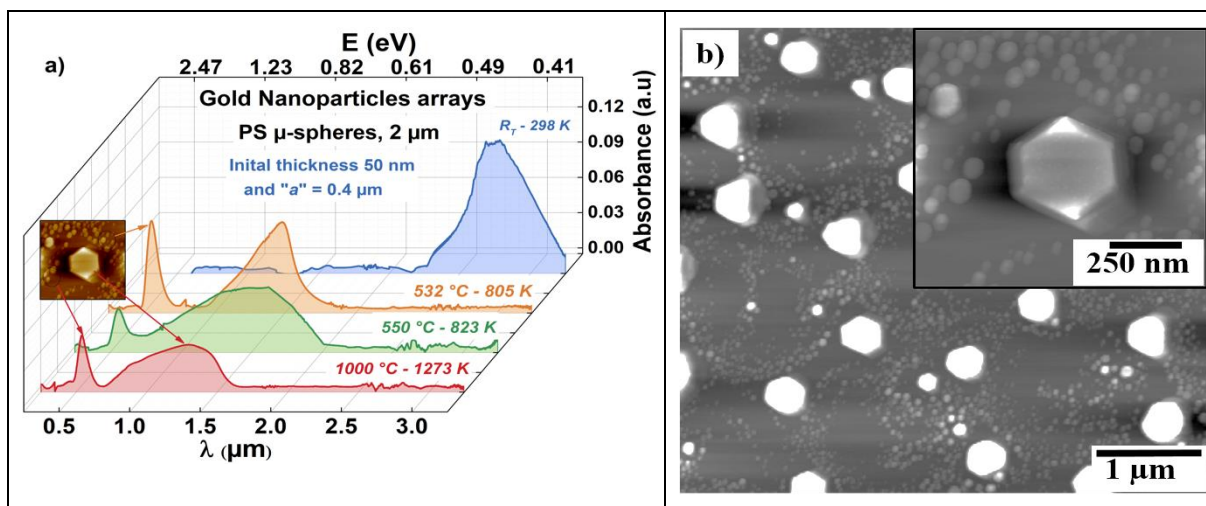 E (eV)
a)
2.47 1.23 0.82 0.61 0.49 0.41
Gold Nanoparticles arrays
PS μ-spheres, 2 μm
Inital thickness 50 nm
and "a" = 0.4 μm
R_T - 298 K
0.12
0.09
0.06
0.03
0.00
Absorbance (a.u)
532 °C - 805 K
550 °C - 823 K
1000 °C - 1273 K
0.5 1.0 1.5 2.0 2.5 3.0
λ (μm)
b)
250 nm
1 μm